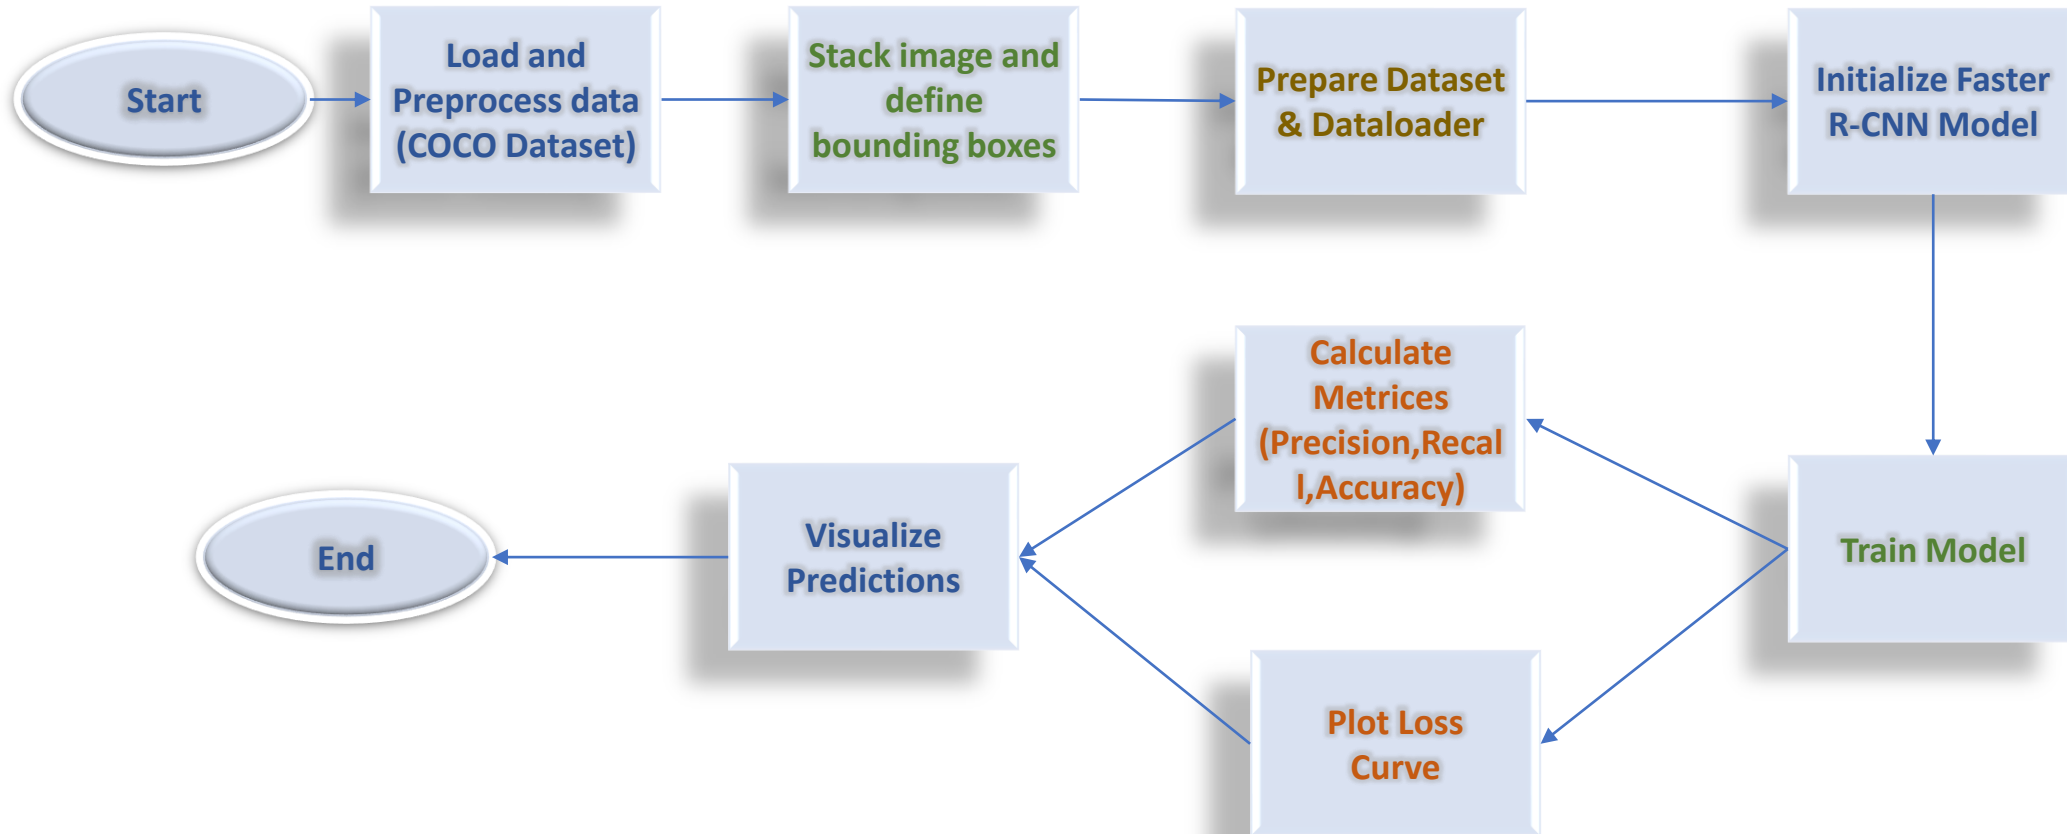 Start
Load and
Preprocess data
(COCO Dataset)
Stack image and
define
bounding boxes
Prepare Dataset
& Dataloader
Initialize Faster
R-CNN Model
Calculate
Metrices
(Precision,Recal
l,Accuracy)
Train Model
Visualize
Predictions
End
Plot Loss
Curve